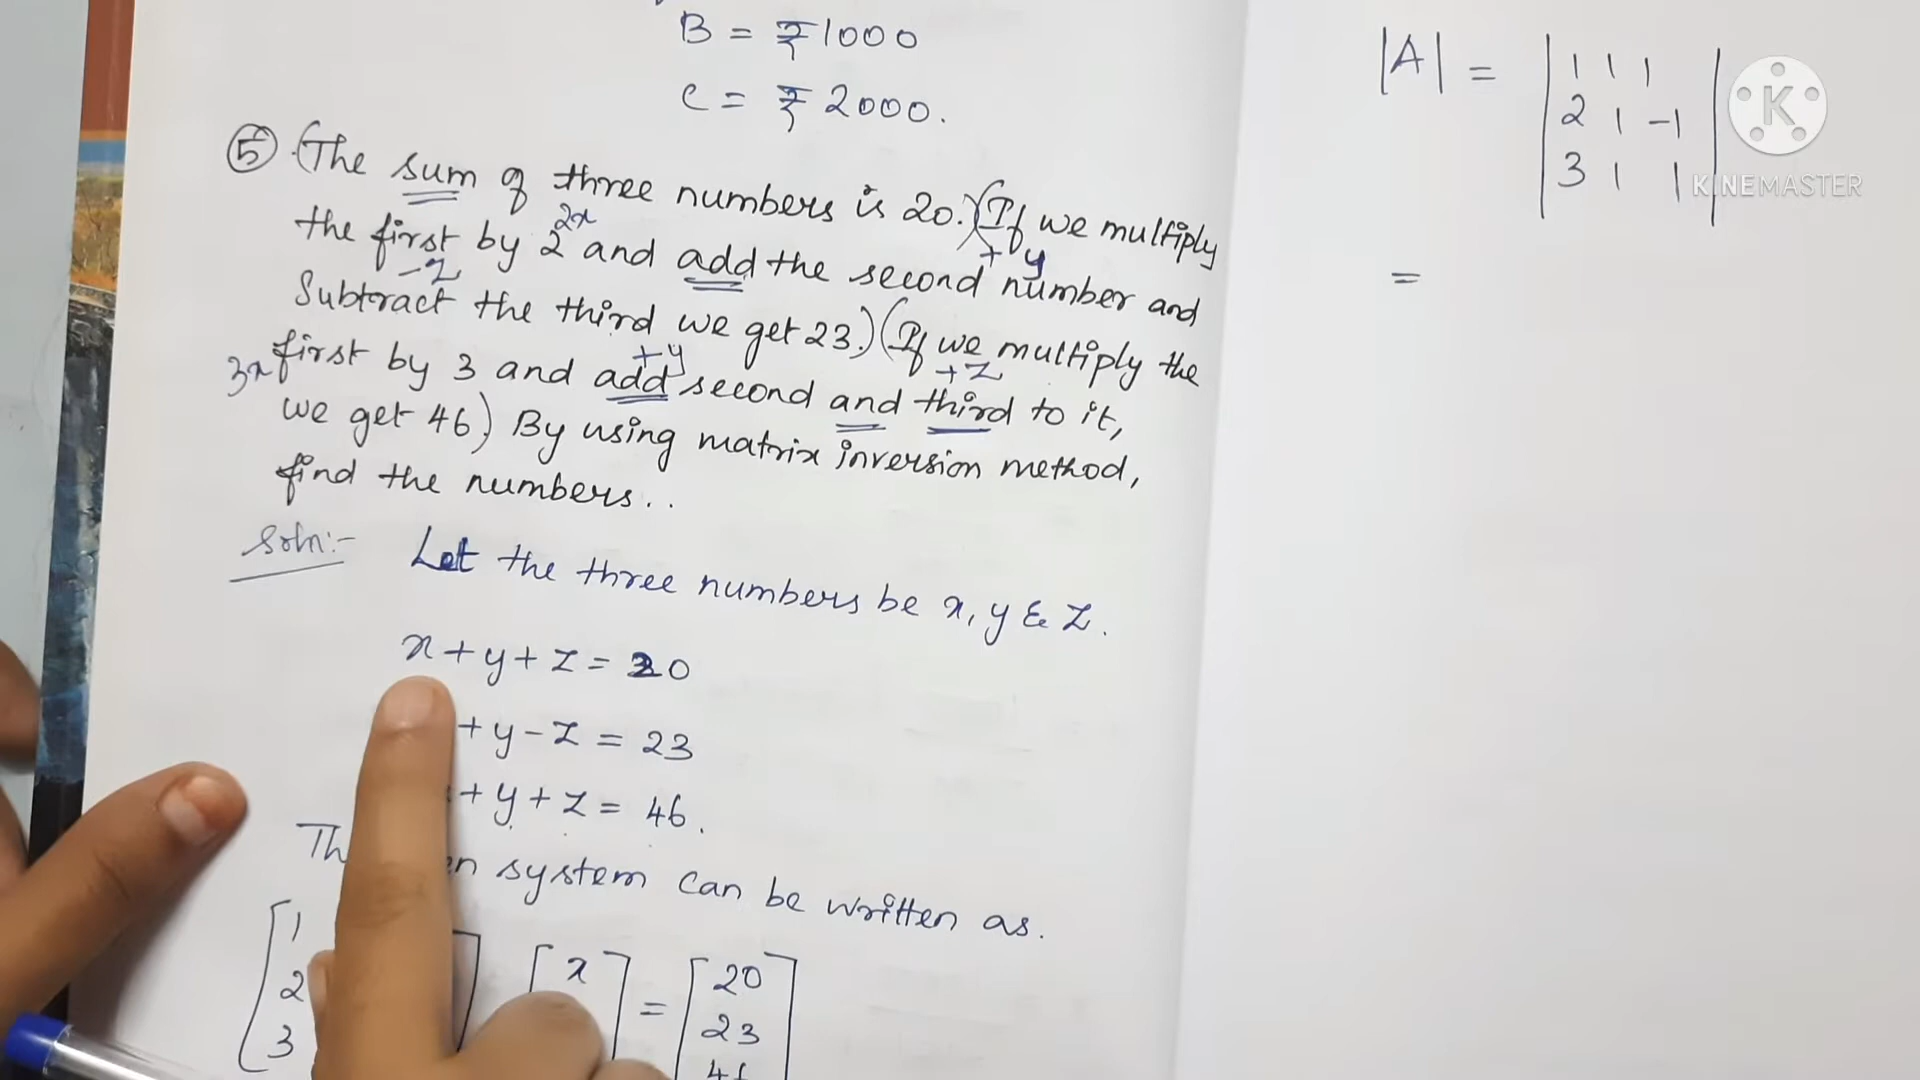 B = ₹1000
C = ₹ 2000.
⑤ (The sum of three numbers is 20.) (If we multiply
the first by 2 and add the second number and
2x
+ y
Subtract the third we get 23.) (If we multiply the
- z
3x first by 3 and add second and third to it,
+ y
+ z
we get 46) By using matrix inversion method,
find the numbers..
Soln:-
Let the three numbers be x, y & z.
x + y + z = 20
+ y - z = 23
+ y + z = 46.
system can be written as.
1
2
3
x
=
20
23
|A| = | 1 1 1 |
2 1 -1
3 1 1
=
K
KINEMASTER